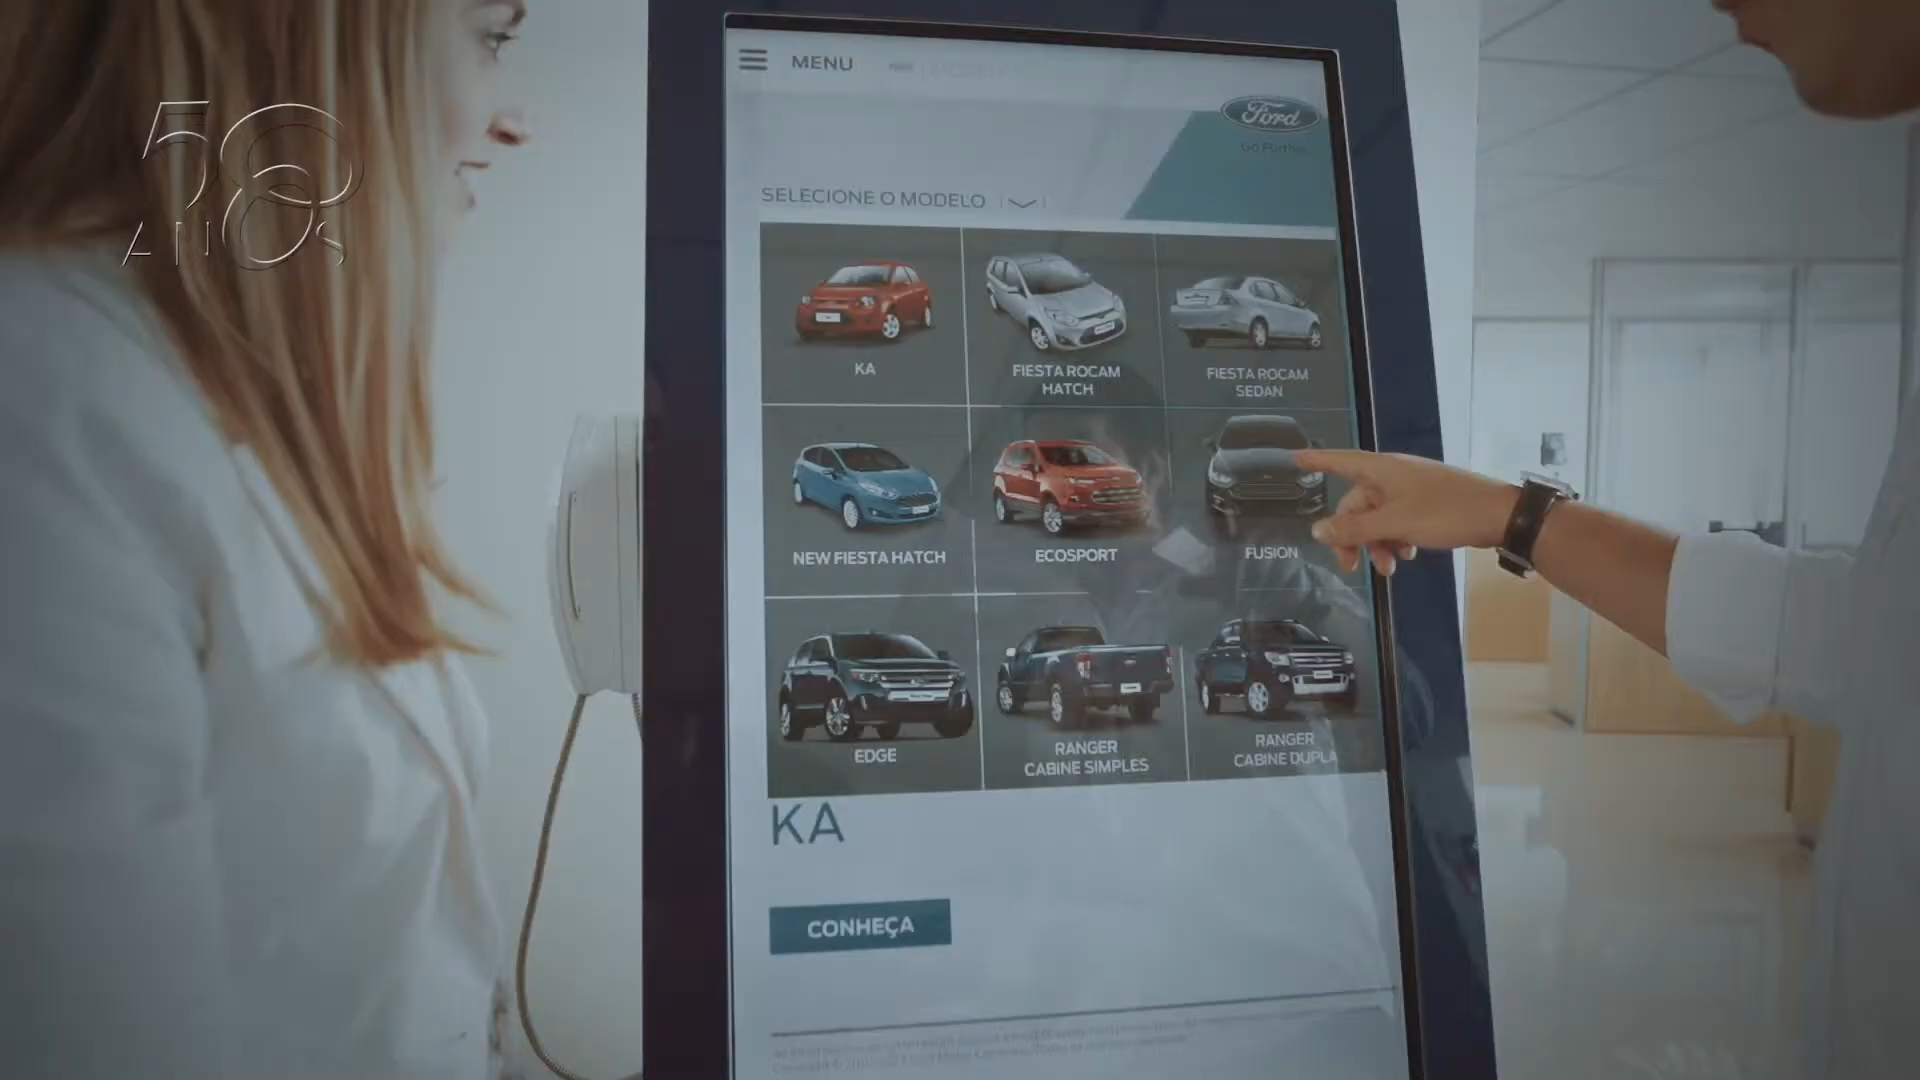 58
ANOS
MENU
Ford
Go Further
SELECIONE O MODELO
KA
FIESTA ROCAM
HATCH
FIESTA ROCAM
SEDAN
NEW FIESTA HATCH
ECOSPORT
FUSION
EDGE
RANGER
CABINE SIMPLES
RANGER
CABINE DUPLA
KA
CONHEÇA